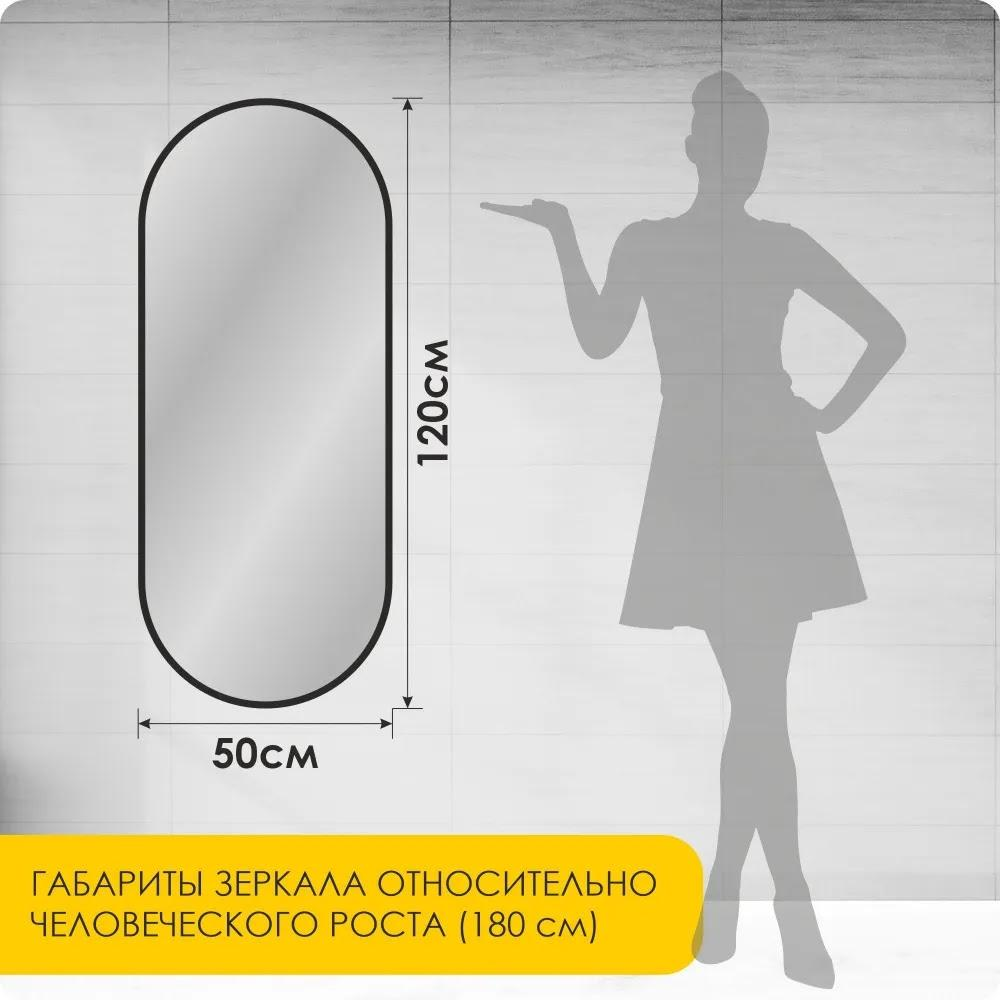 120см
50см
ГАБАРИТЫ ЗЕРКАЛА ОТНОСИТЕЛЬНО
ЧЕЛОВЕЧЕСКОГО РОСТА (180 см)